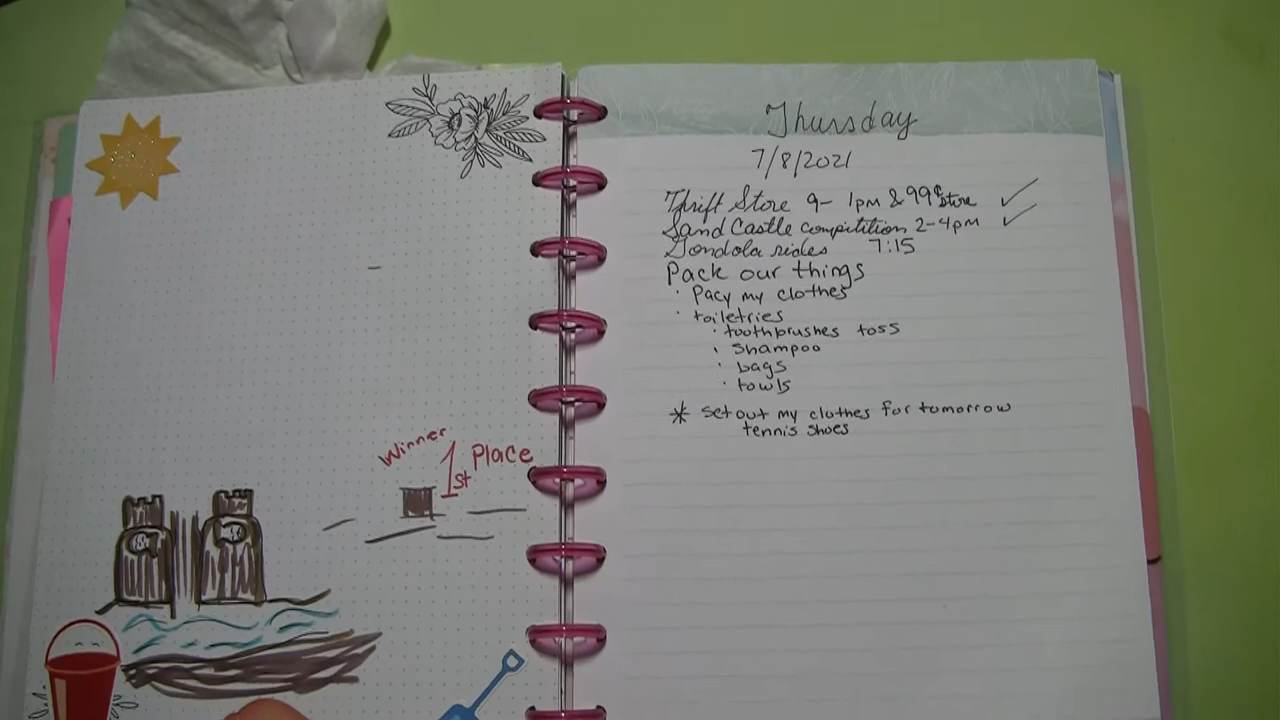 Winner
1st Place
Thursday
7/8/2021
Thrift Store 9- 1pm & 99¢ store
Sand Castle compitition 2-4pm
Gondola rides 7:15
Pack our things
· Pacy my clothes
· toiletries
· toothbrushes toss
· shampoo
· bags
· towls
* set out my clothes for tomorrow
tennis shoes